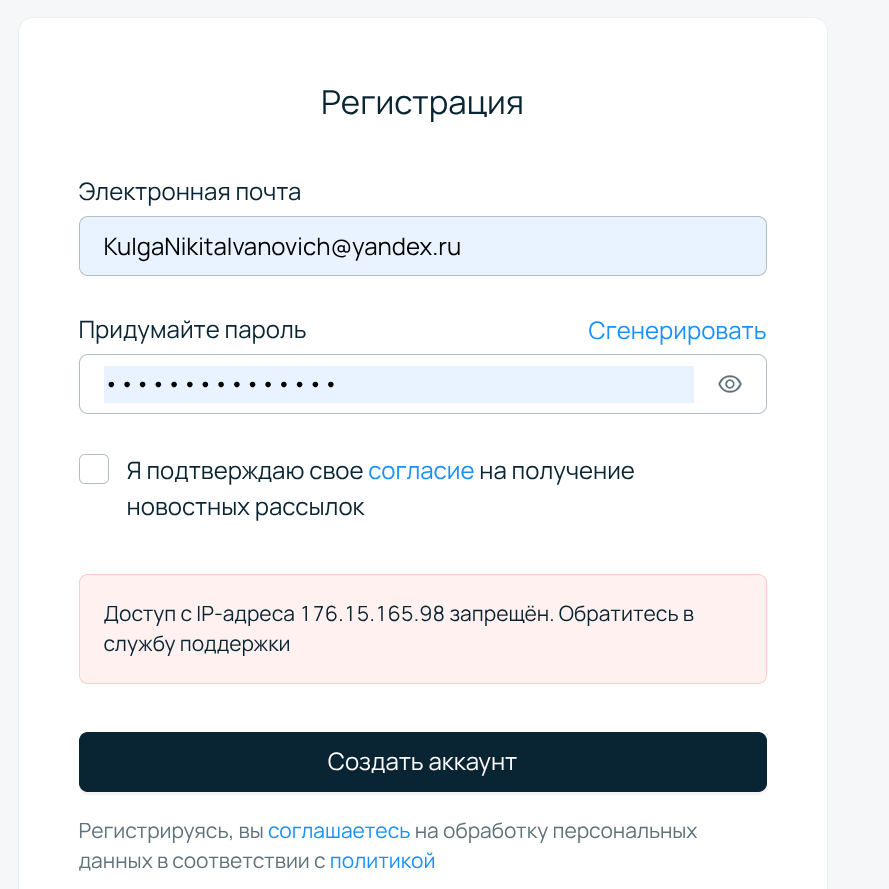 Регистрация
Электронная почта
KulgaNikitaIvanovich@yandex.ru
Придумайте пароль Сгенерировать
•••••••••••••••
Я подтверждаю свое согласие на получение
новостных рассылок
Доступ с IP-адреса 176.15.165.98 запрещён. Обратитесь в
службу поддержки
Создать аккаунт
Регистрируясь, вы соглашаетесь на обработку персональных
данных в соответствии с политикой